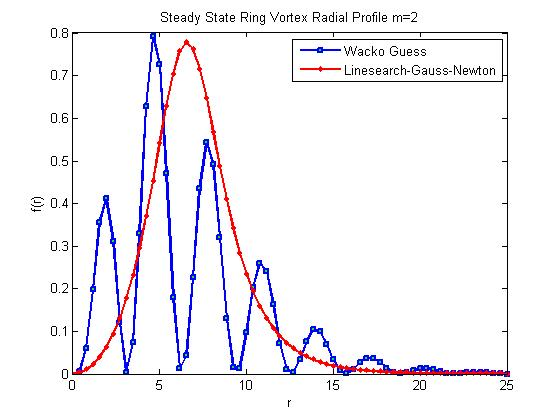 Steady State Ring Vortex Radial Profile m=2
Wacko Guess
Linesearch-Gauss-Newton
0.8
0.7
0.6
0.5
0.4
0.3
0.2
0.1
0
f(r)
0 5 10 15 20 25
r